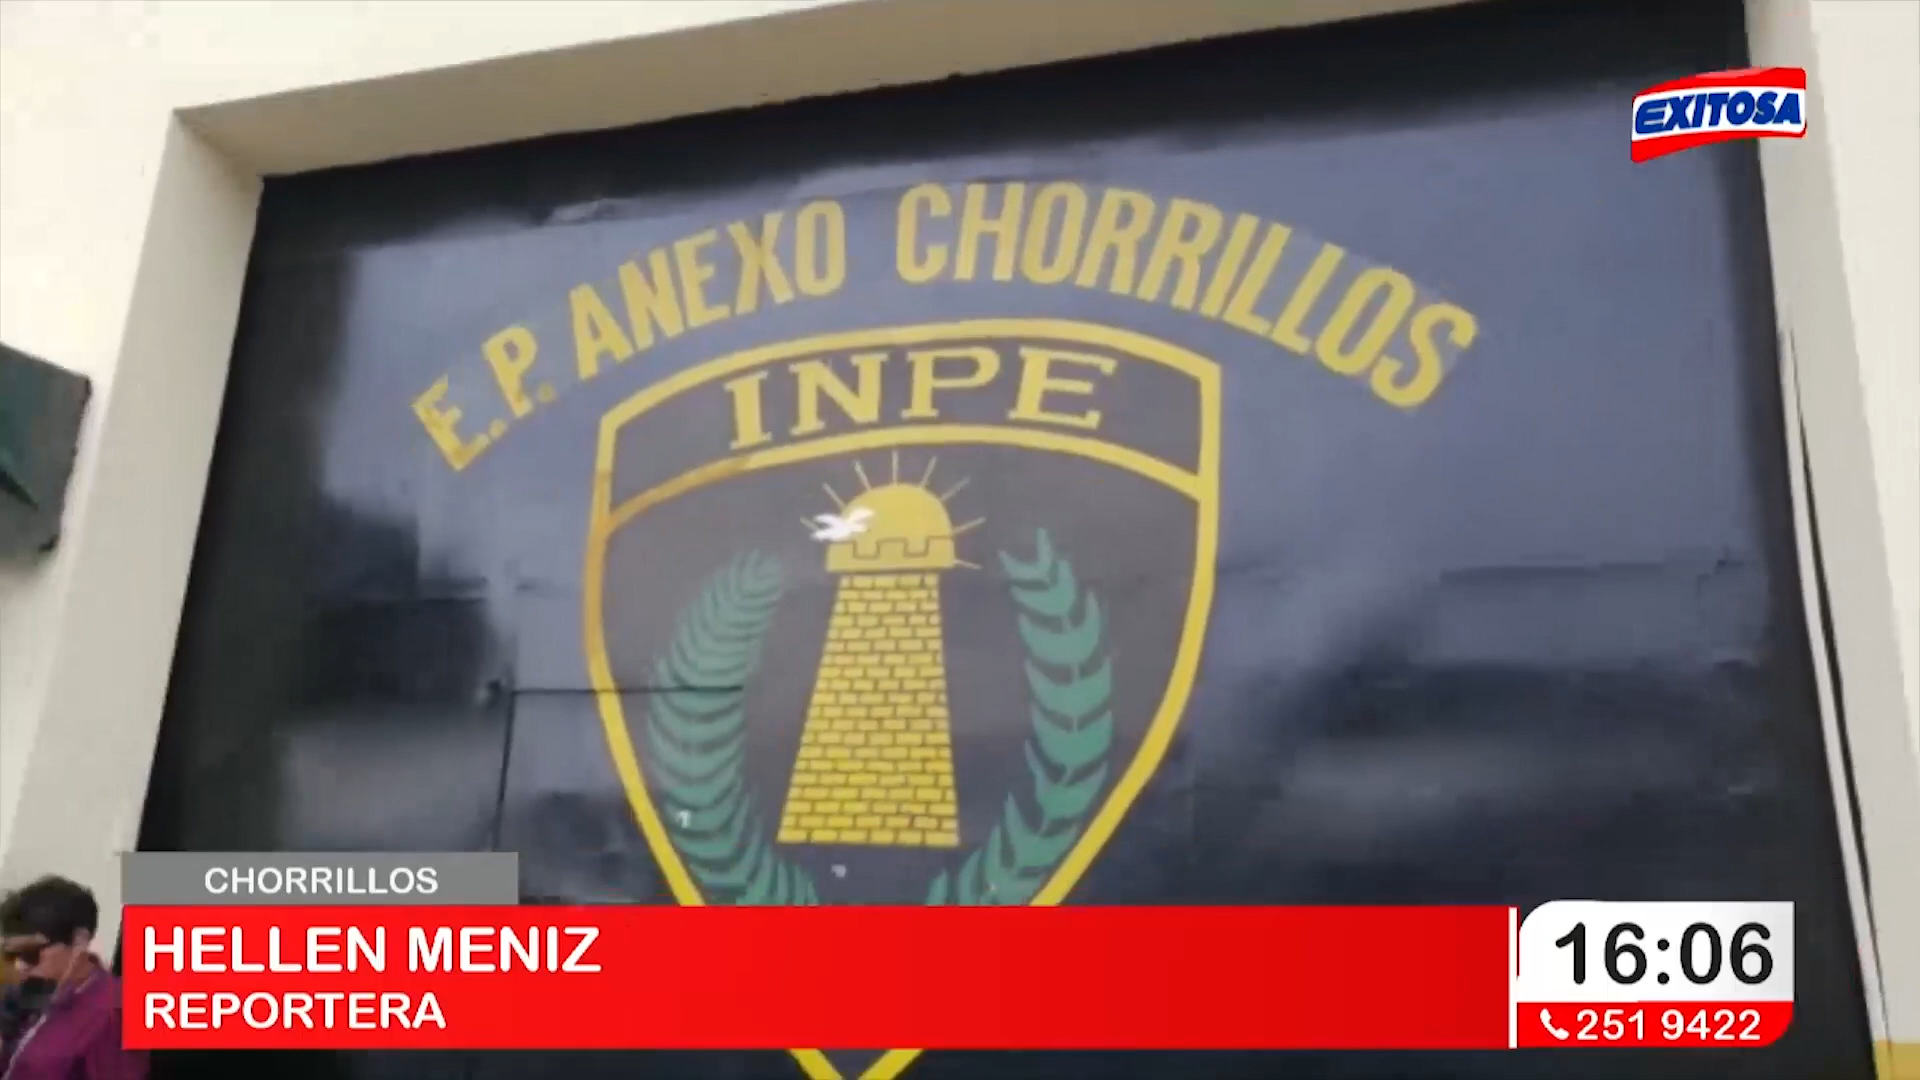 EXITOSA
E.P. ANEXO CHORRILLOS
INPE
CHORRILLOS
HELLEN MENIZ
REPORTERA
16:06
251 9422